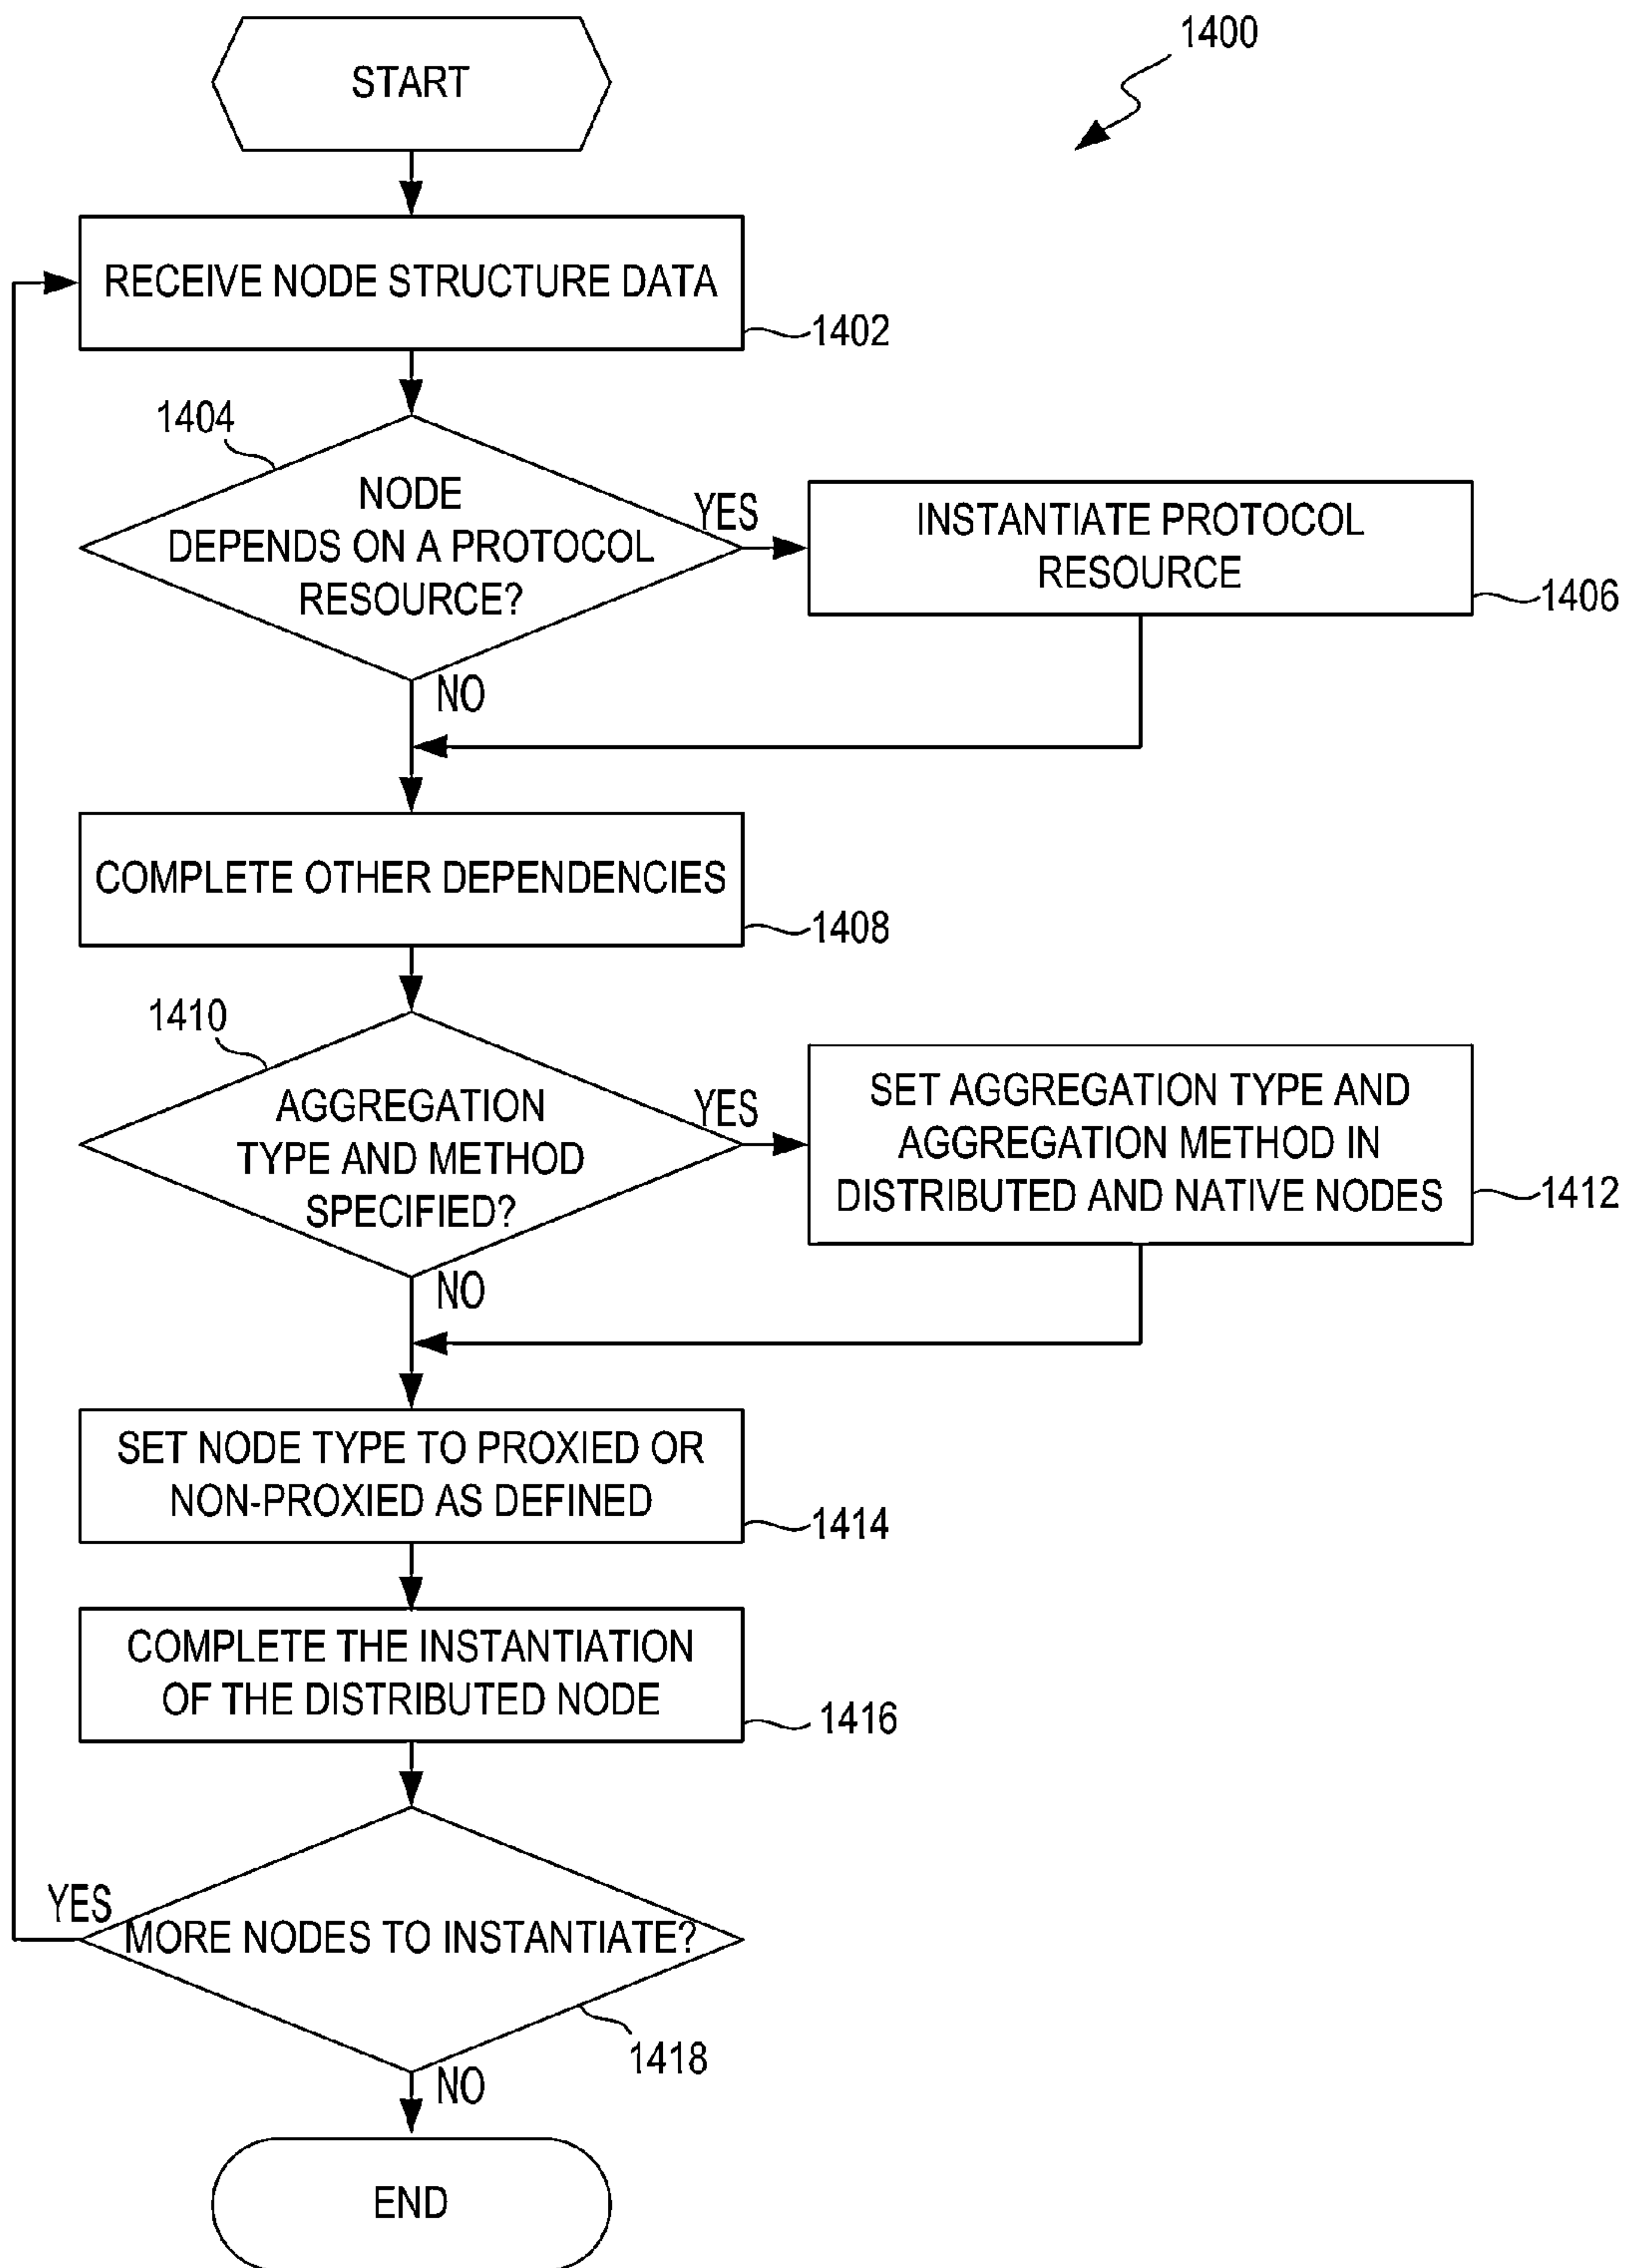 1400
START
RECEIVE NODE STRUCTURE DATA
1402
1404
NODE
DEPENDS ON A PROTOCOL
RESOURCE?
YES
INSTANTIATE PROTOCOL
RESOURCE
1406
NO
COMPLETE OTHER DEPENDENCIES
1408
1410
AGGREGATION
TYPE AND METHOD
SPECIFIED?
YES
SET AGGREGATION TYPE AND
AGGREGATION METHOD IN
DISTRIBUTED AND NATIVE NODES
1412
NO
SET NODE TYPE TO PROXIED OR
NON-PROXIED AS DEFINED
1414
COMPLETE THE INSTANTIATION
OF THE DISTRIBUTED NODE
1416
YES
MORE NODES TO INSTANTIATE?
1418
NO
END